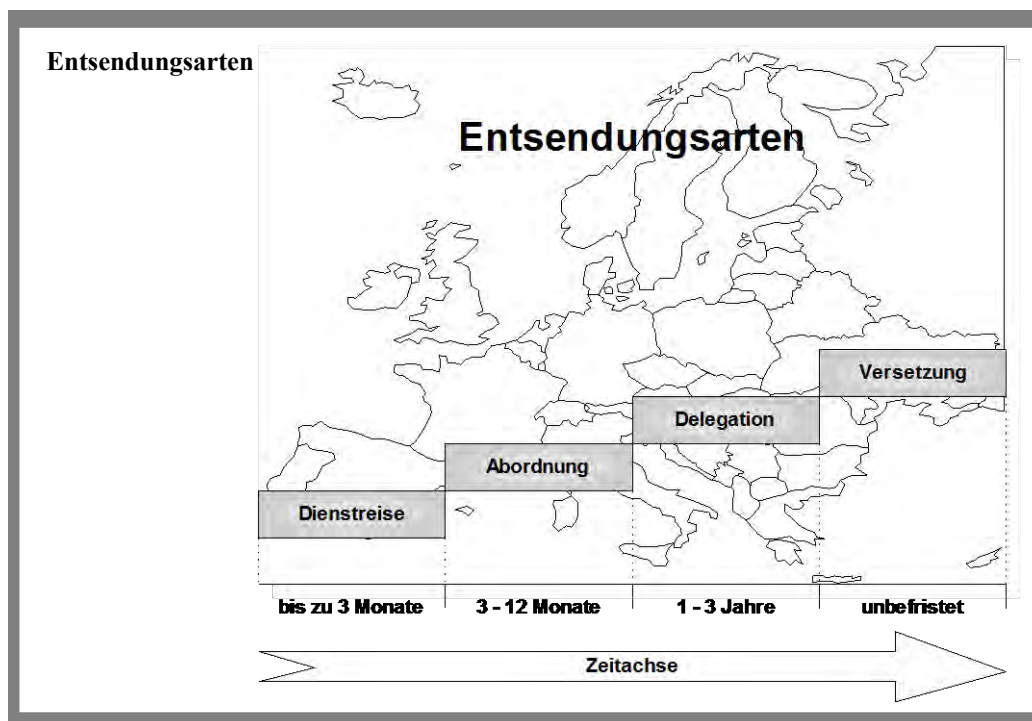 Entsendungsarten
Entsendungsarten
Versetzung
Delegation
Abordnung
Dienstreise
bis zu 3 Monate
3 - 12 Monate
1 - 3 Jahre
unbefristet
Zeitachse